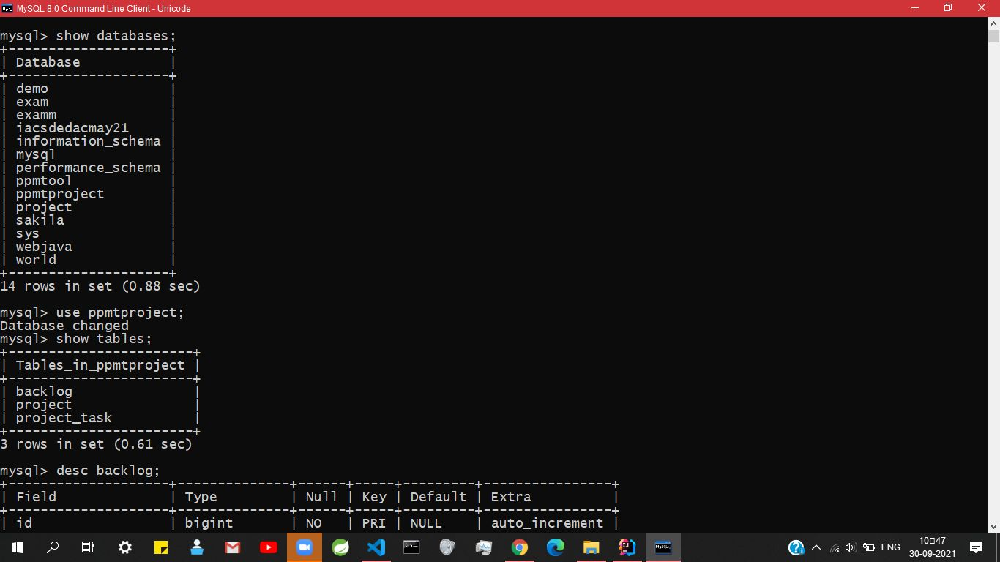 MySQL 8.0 Command Line Client - Unicode
mysql> show databases;
+--------------------+
| Database           |
+--------------------+
| demo               |
| exam               |
| examm              |
| iacsdedacmay21     |
| information_schema |
| mysql              |
| performance_schema |
| ppmtool            |
| ppmtproject        |
| project            |
| sakila             |
| sys                |
| webjava            |
| world              |
+--------------------+
14 rows in set (0.88 sec)
mysql> use ppmtproject;
Database changed
mysql> show tables;
+-----------------------+
| Tables_in_ppmtproject |
+-----------------------+
| backlog               |
| project               |
| project_task          |
+-----------------------+
3 rows in set (0.61 sec)
mysql> desc backlog;
+--------------------+--------------+------+-----+---------+----------------+
| Field              | Type         | Null | Key | Default | Extra          |
+--------------------+--------------+------+-----+---------+----------------+
| id                 | bigint       | NO   | PRI | NULL    | auto_increment |
ENG
10▯47
30-09-2021